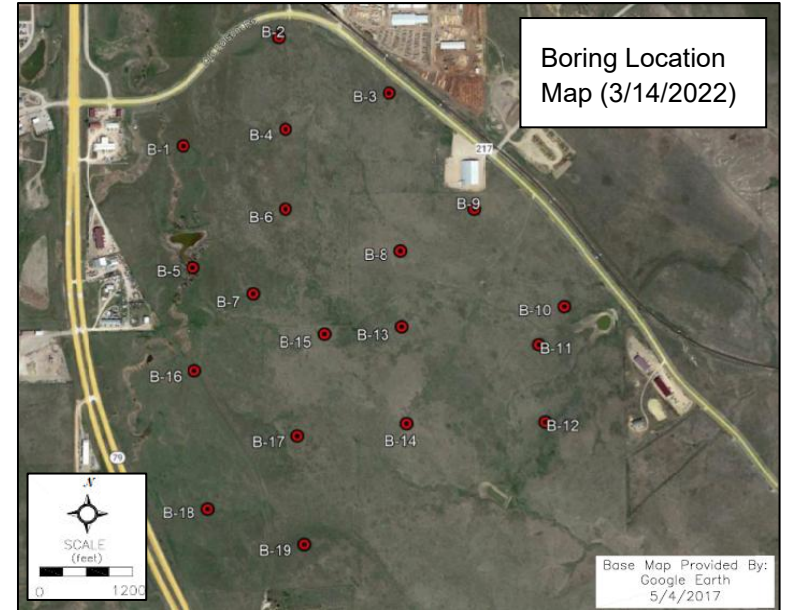 Boring Location
Map (3/14/2022)
B-2
B-3
B-4
B-1
217
B-6
B-9
B-8
B-5
B-7
B-10
B-13
B-15
B-11
B-16
B-14
B-12
B-17
79
B-18
B-19
N
SCALE
(feet)
0 1200
Base Map Provided By:
Google Earth
5/4/2017